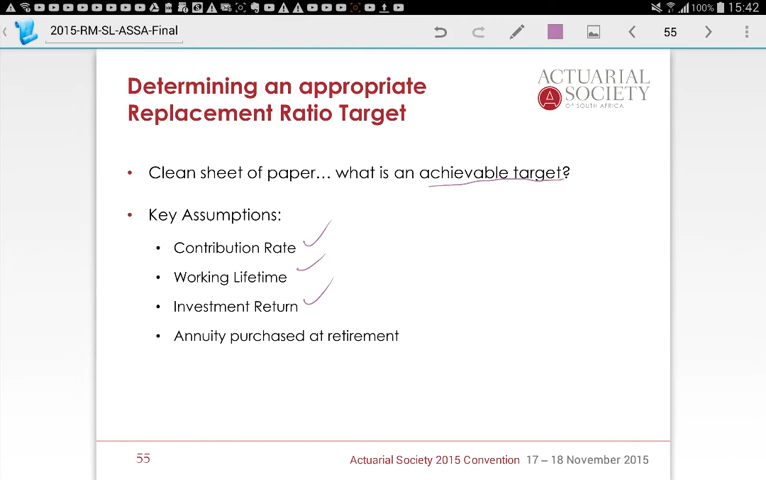 100% 15:42
2015-RM-SL-ASSA-Final
55
Determining an appropriate
Replacement Ratio Target
ACTUARIAL
SOCIETY
OF SOUTH AFRICA
• Clean sheet of paper… what is an achievable target?
• Key Assumptions:
• Contribution Rate
• Working Lifetime
• Investment Return
• Annuity purchased at retirement
55
Actuarial Society 2015 Convention 17 – 18 November 2015